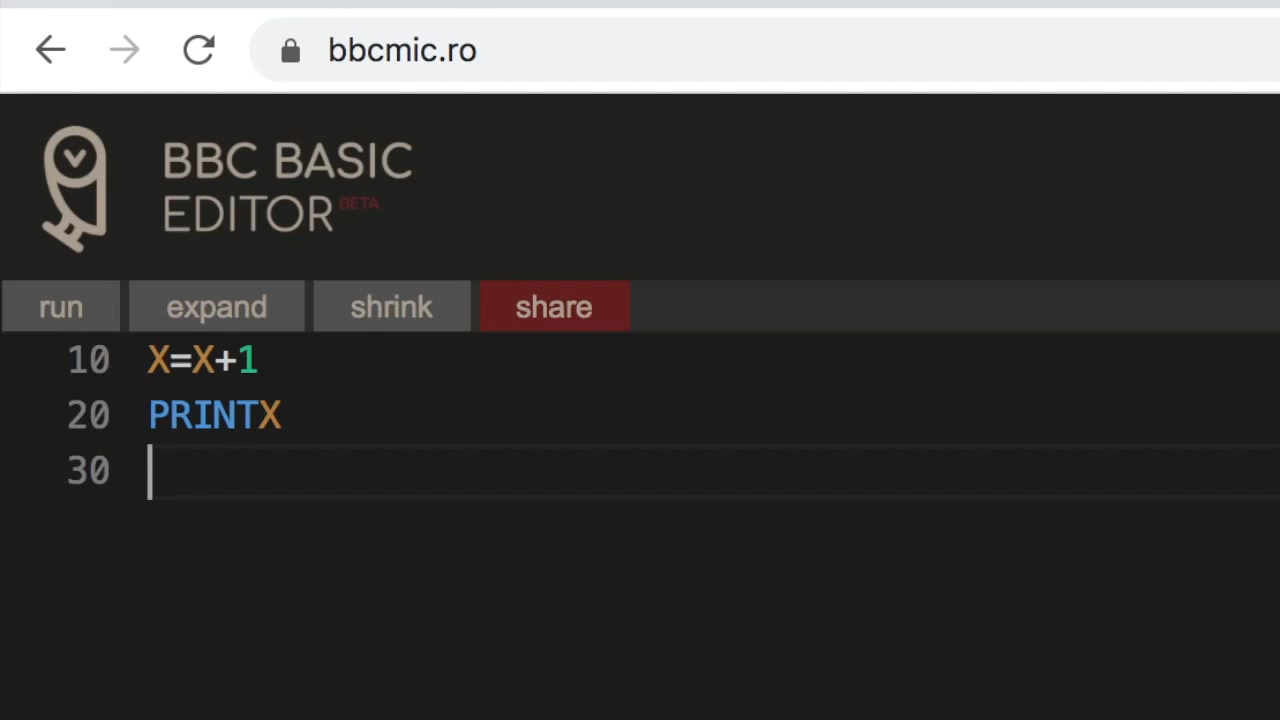 bbcmic.ro
BBC BASIC
EDITOR BETA
run expand shrink share
10 X=X+1
20 PRINTX
30